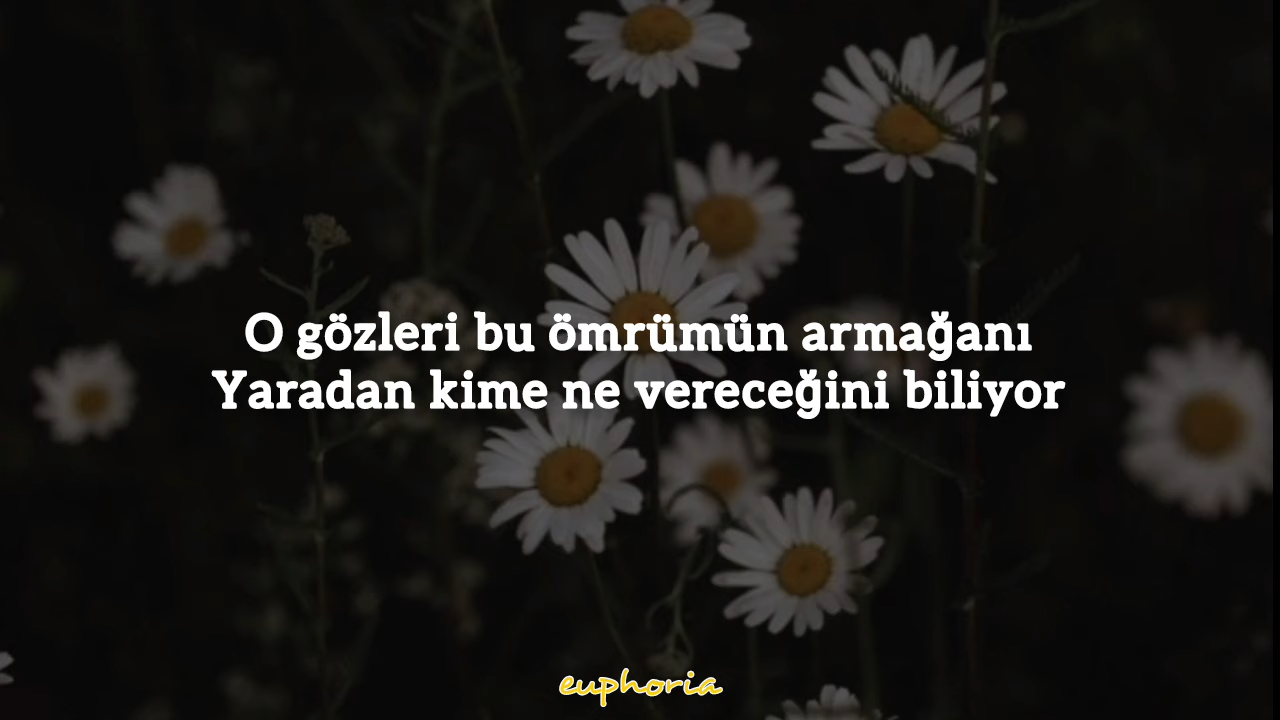 O gözleri bu ömrümün armağanı
Yaradan kime ne vereceğini biliyor
euphoria